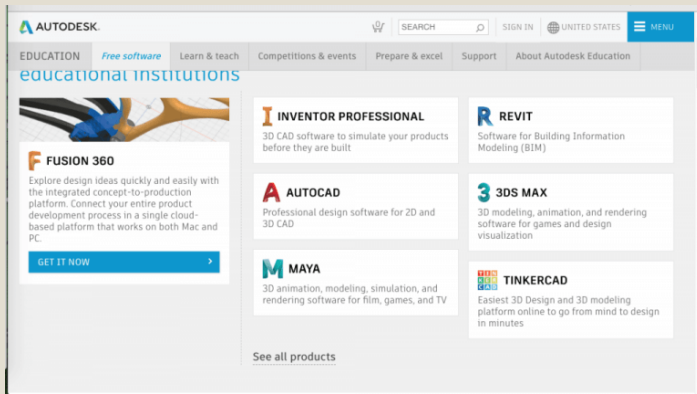 AUTODESK.
SEARCH
SIGN IN
UNITED STATES
MENU
EDUCATION
Free software
Learn & teach
Competitions & events
Prepare & excel
Support
About Autodesk Education
educational institutions
FUSION 360
Explore design ideas quickly and easily with
the integrated concept-to-production
platform. Connect your entire product
development process in a single cloud-
based platform that works on both Mac and
PC.
GET IT NOW
INVENTOR PROFESSIONAL
3D CAD software to simulate your products
before they are built
REVIT
Software for Building Information
Modeling (BIM)
AUTOCAD
Professional design software for 2D and
3D CAD
3DS MAX
3D modeling, animation, and rendering
software for games and design
visualization
MAYA
3D animation, modeling, simulation, and
rendering software for film, games, and TV
TIN
KER
CAD
TINKERCAD
Easiest 3D Design and 3D modeling
platform online to go from mind to design
in minutes
See all products